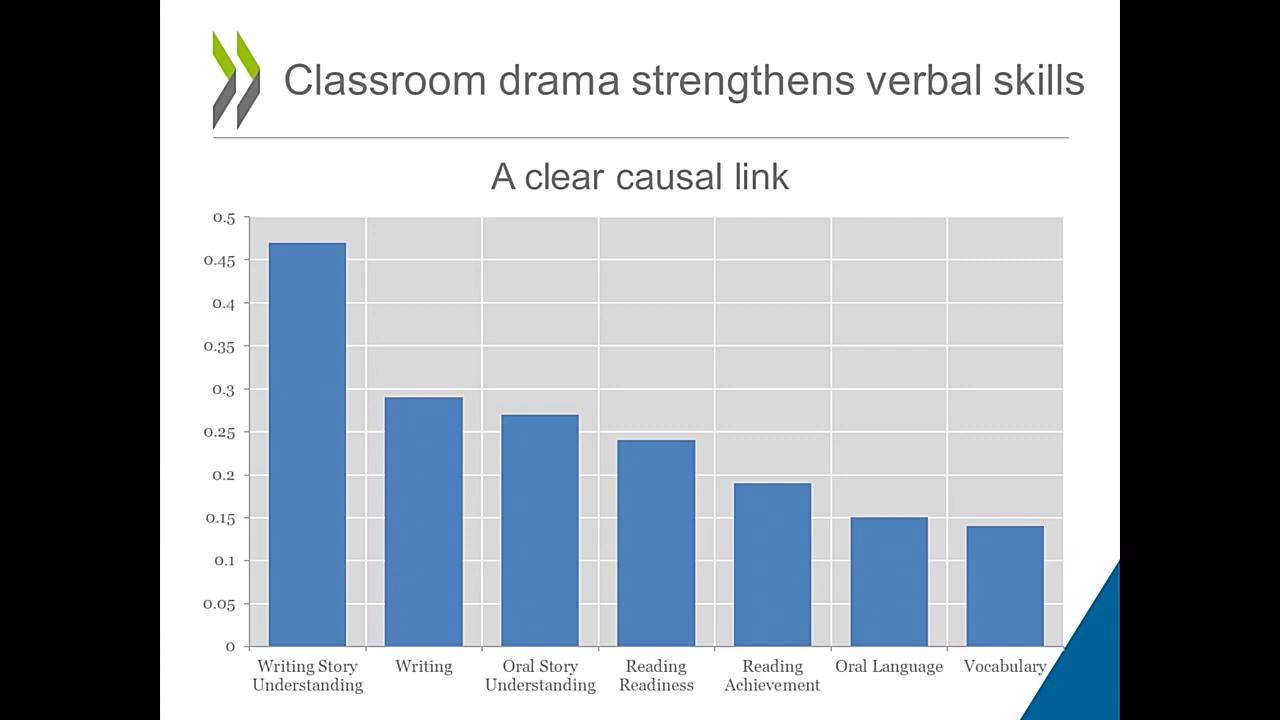 Classroom drama strengthens verbal skills
A clear causal link
0.5
0.45
0.4
0.35
0.3
0.25
0.2
0.15
0.1
0.05
0
Writing Story
Understanding
Writing
Oral Story
Understanding
Reading
Readiness
Reading
Achievement
Oral Language
Vocabulary